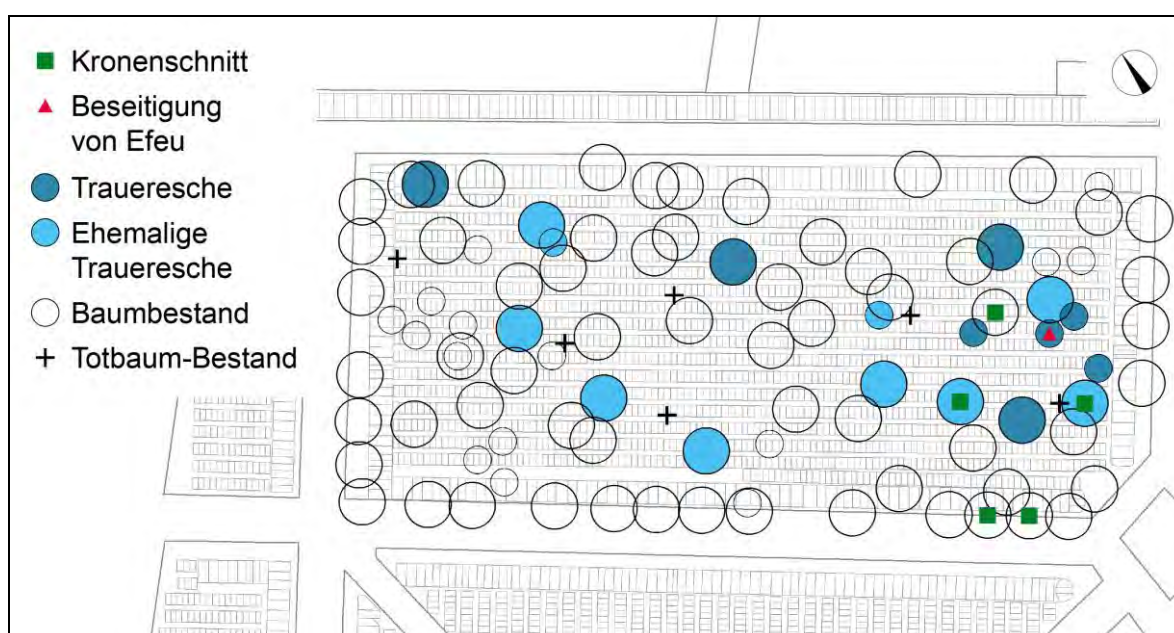 Kronenschnitt
Beseitigung
von Efeu
Traueresche
Ehemalige
Traueresche
Baumbestand
Totbaum-Bestand